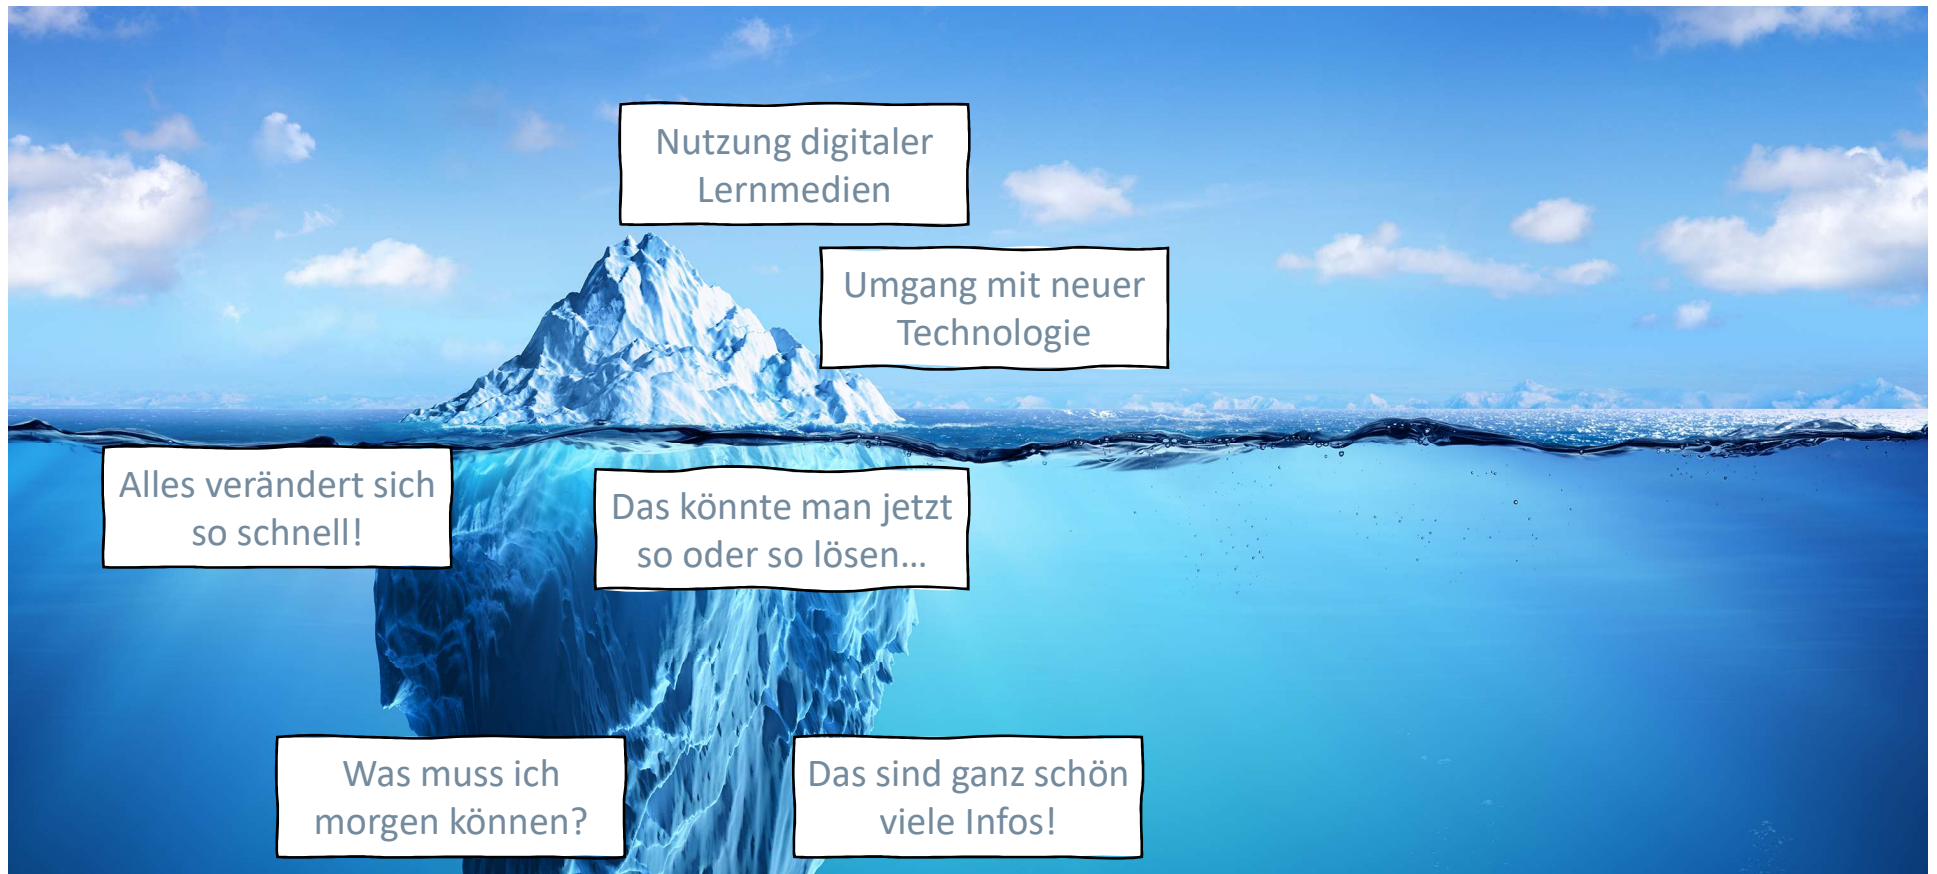 Nutzung digitaler
Lernmedien
Umgang mit neuer
Technologie
Alles verändert sich
so schnell!
Das könnte man jetzt
so oder so lösen…
Was muss ich
morgen können?
Das sind ganz schön
viele Infos!